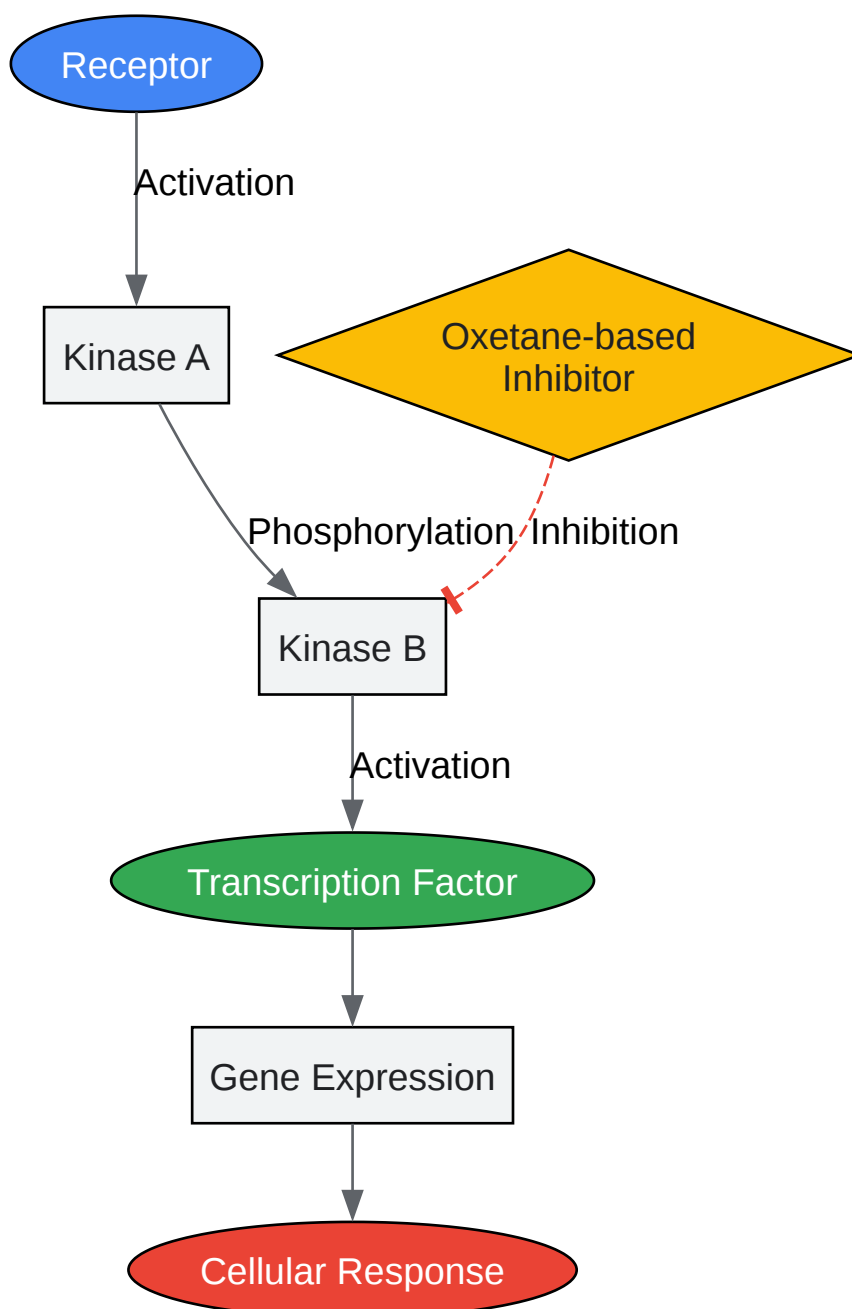 Receptor
Activation
Kinase A
Oxetane-based
Inhibitor
Phosphorylation
Inhibition
Kinase B
Activation
Transcription Factor
Gene Expression
Cellular Response